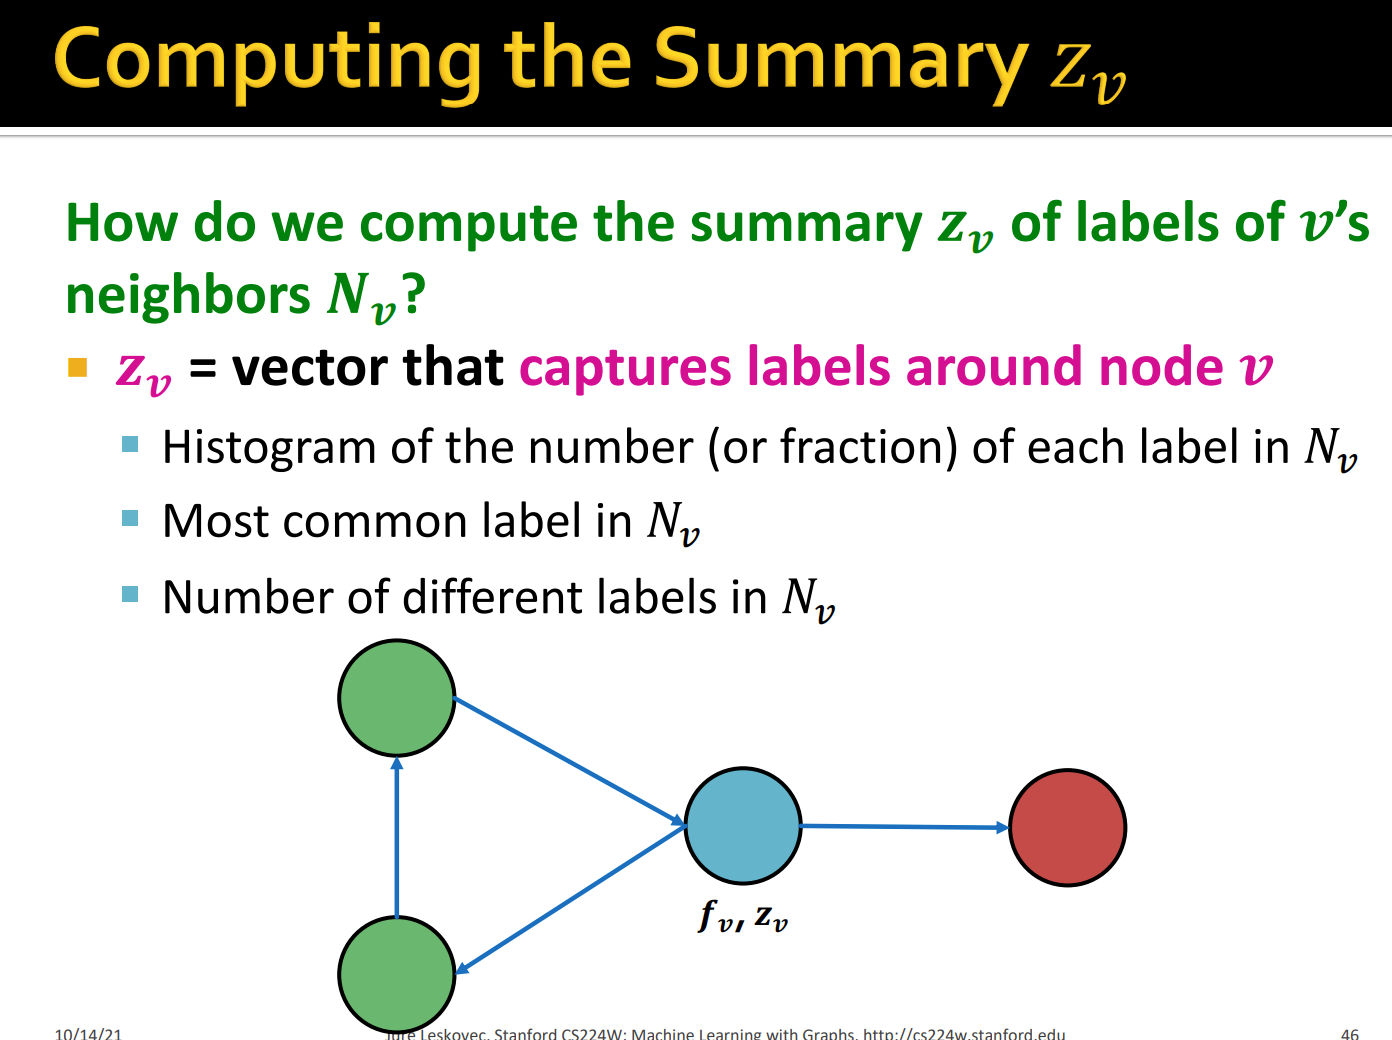 Computing the Summary z_v
How do we compute the summary z_v of labels of v's
neighbors N_v?
z_v = vector that captures labels around node v
Histogram of the number (or fraction) of each label in N_v
Most common label in N_v
Number of different labels in N_v
f_v, z_v
10/14/21 Jure Leskovec, Stanford CS224W: Machine Learning with Graphs, http://cs224w.stanford.edu 46